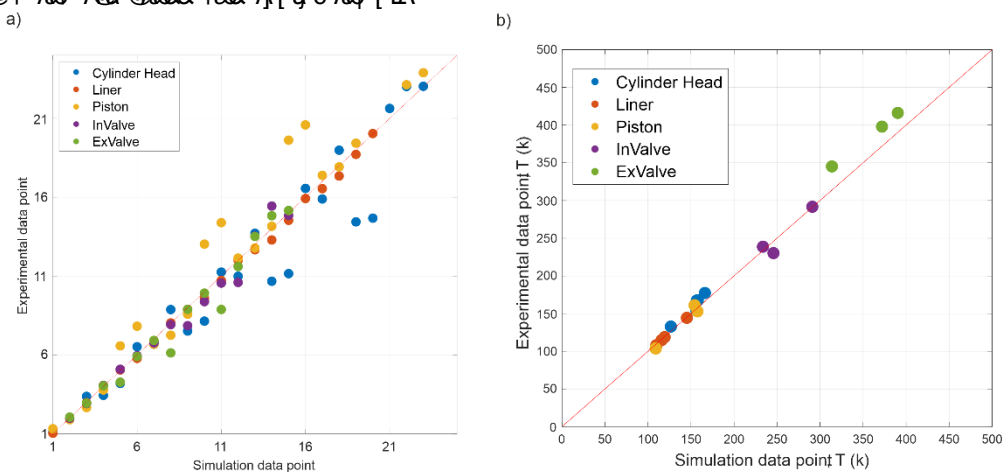 a)
b)
Cylinder Head
Liner
Piston
InValve
ExValve
21
16
11
6
1
1
6
11
16
21
Experimental data point
Simulation data point
Cylinder Head
Liner
Piston
InValve
ExValve
500
450
400
350
300
250
200
150
100
50
0
0
50
100
150
200
250
300
350
400
450
500
Experimental data point T (k)
Simulation data point T (k)